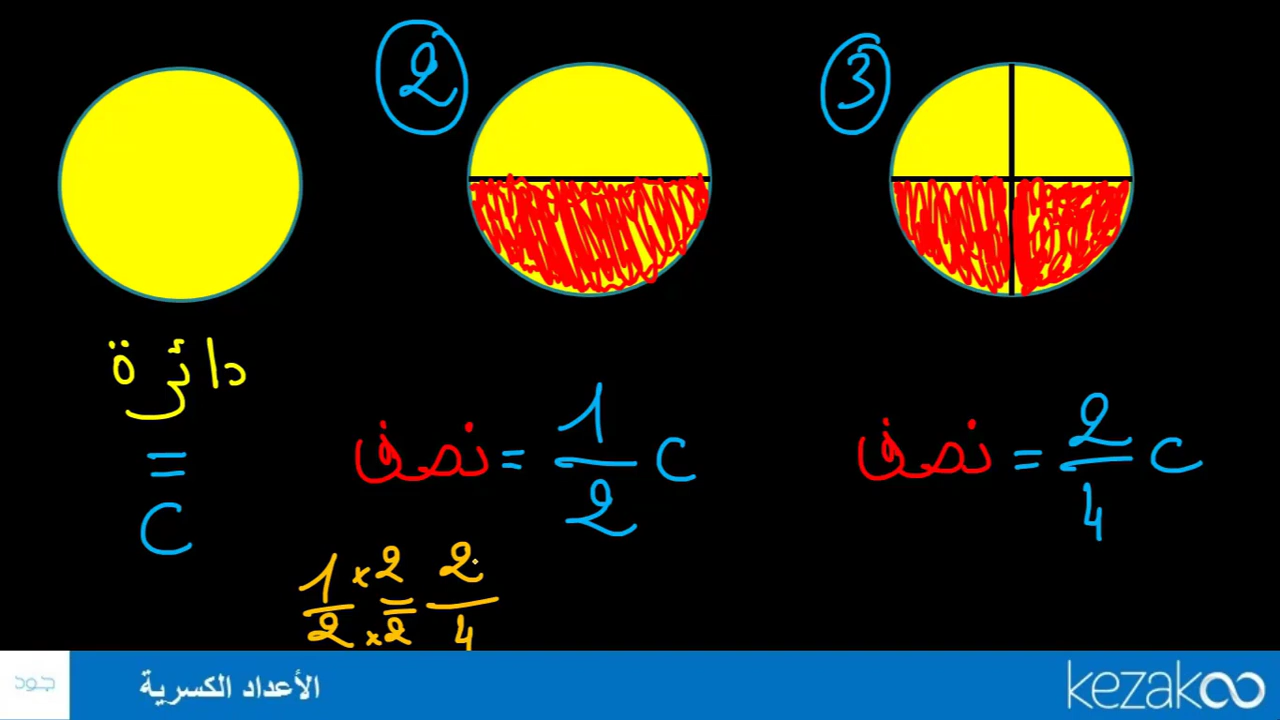 2
3
دائرة
=
C
نصف = 1/2 C
نصف = 2/4 C
1/2 ×2/×2 = 2/4
جود
الأعداد الكسرية
kezakoo